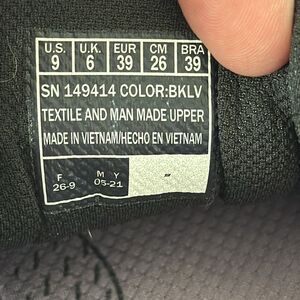 U.S. U.K. EUR CM BRA
9 6 39 26 39
SN 149414 COLOR:BKLV
TEXTILE AND MAN MADE UPPER
MADE IN VIETNAM/HECHO EN VIETNAM
F M Y
26-9 05-21 -